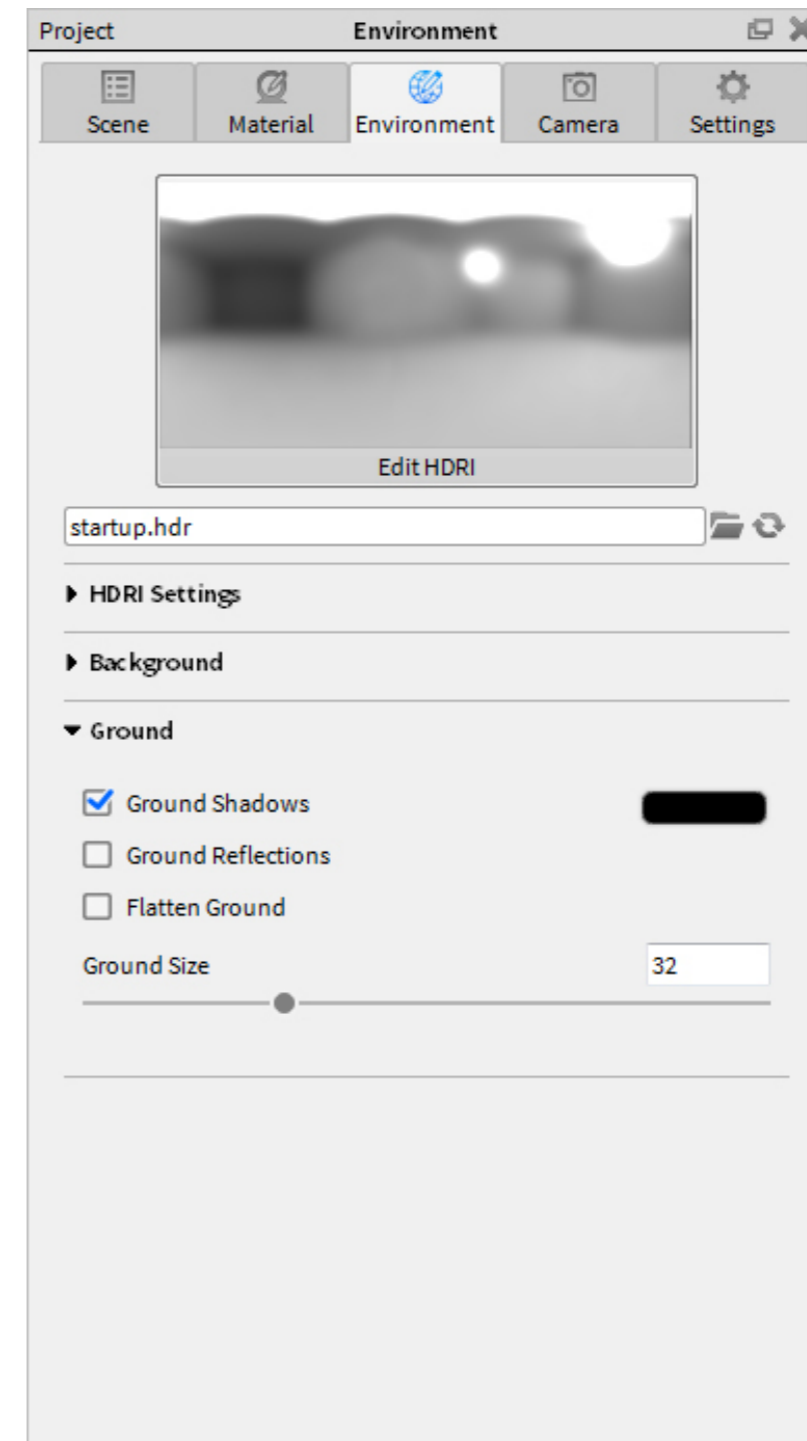 Project Environment
Scene Material Environment Camera Settings
Edit HDRI
startup.hdr
HDRI Settings
Background
Ground
Ground Shadows
Ground Reflections
Flatten Ground
Ground Size 32